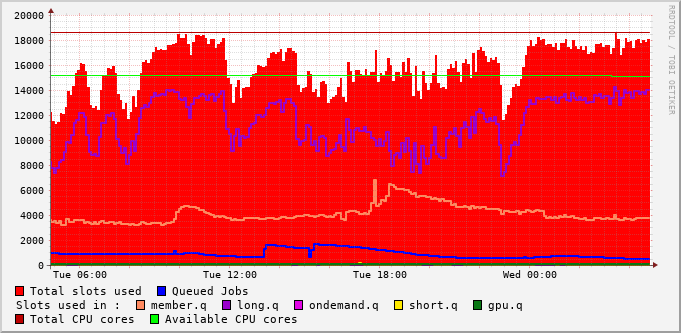 20000
18000
16000
14000
12000
10000
8000
6000
4000
2000
0
Tue 06:00 Tue 12:00 Tue 18:00 Wed 00:00
RRDTOOL / TOBI OETIKER
Total slots used Queued Jobs
Slots used in : member.q long.q ondemand.q short.q gpu.q
Total CPU cores Available CPU cores